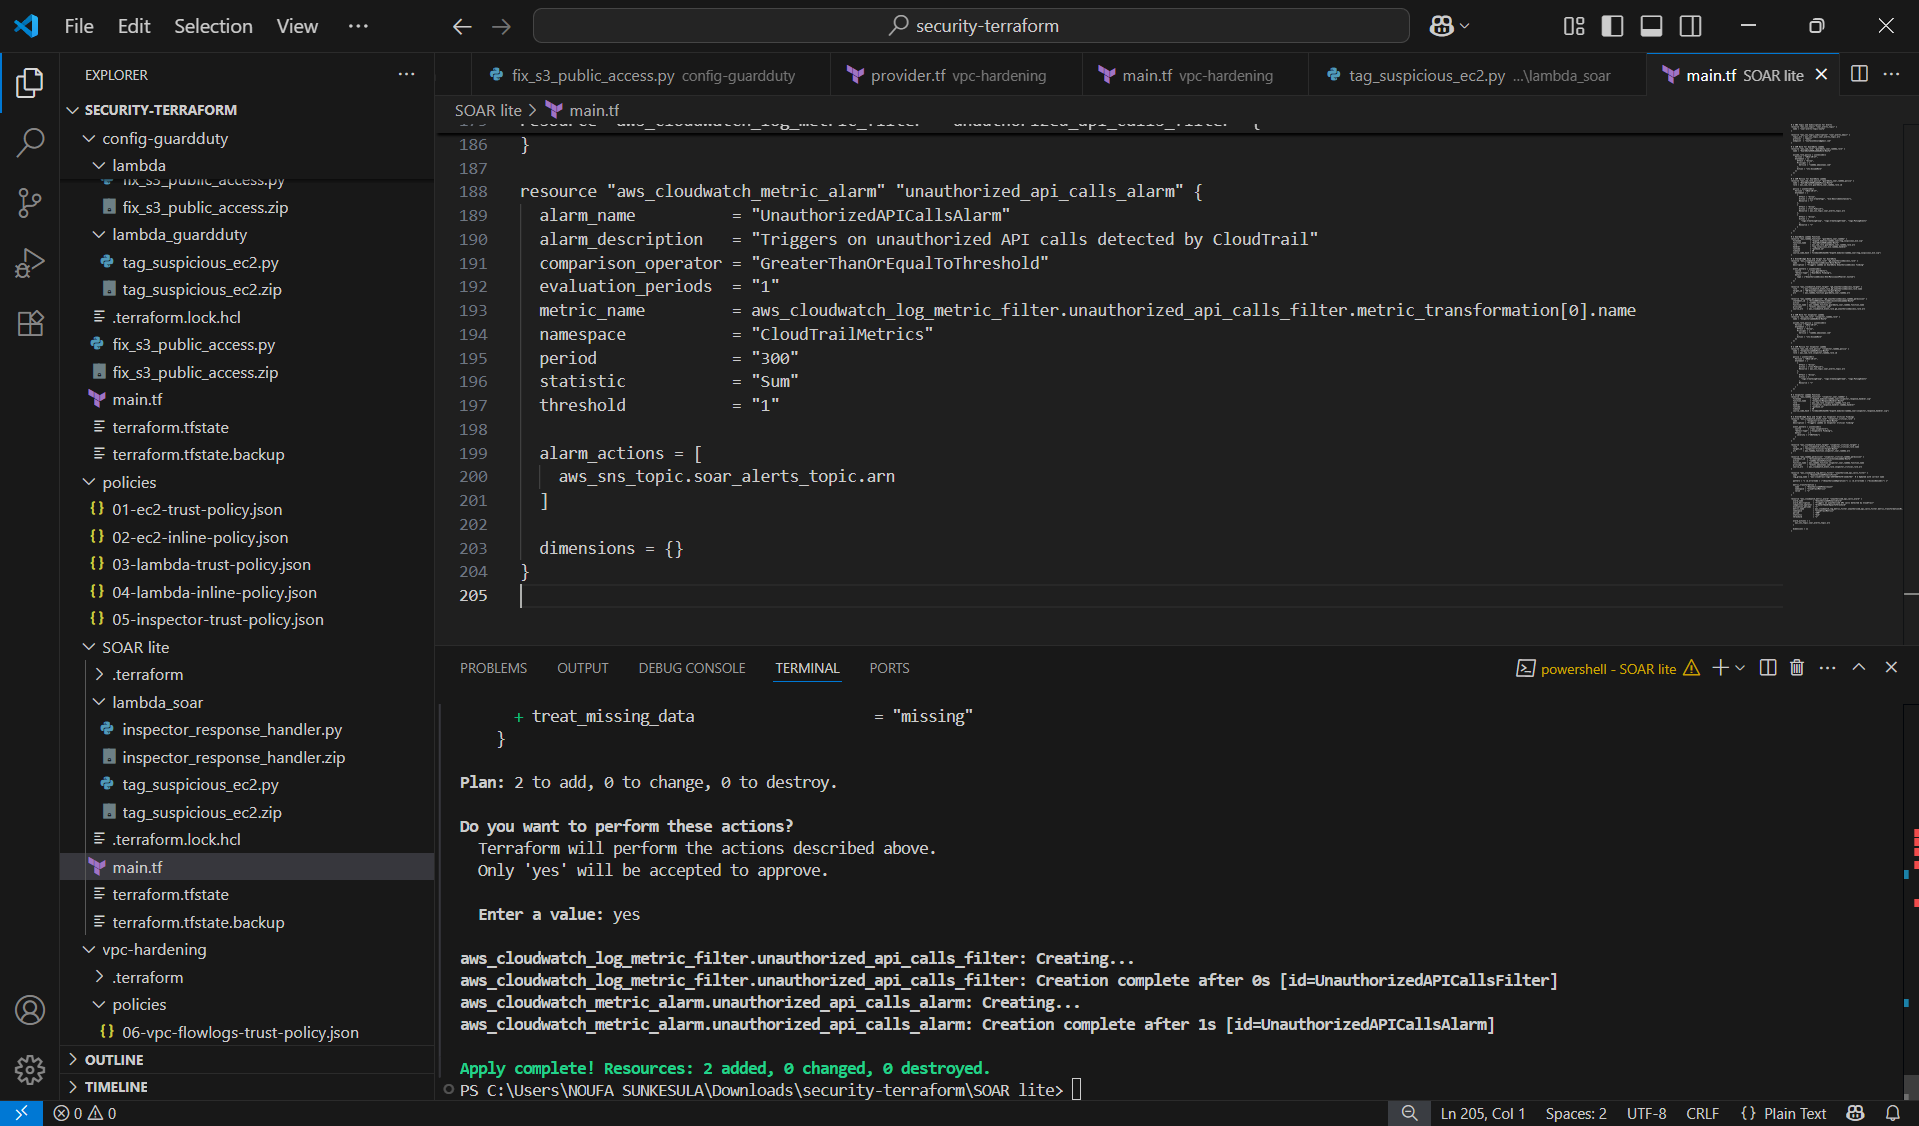 File Edit Selection View ···
security-terraform
EXPLORER
SECURITY-TERRAFORM
config-guardduty
lambda
fix_s3_public_access.py
fix_s3_public_access.zip
lambda_guardduty
tag_suspicious_ec2.py
tag_suspicious_ec2.zip
.terraform.lock.hcl
fix_s3_public_access.py
fix_s3_public_access.zip
main.tf
terraform.tfstate
terraform.tfstate.backup
policies
{} 01-ec2-trust-policy.json
{} 02-ec2-inline-policy.json
{} 03-lambda-trust-policy.json
{} 04-lambda-inline-policy.json
{} 05-inspector-trust-policy.json
SOAR lite
.terraform
lambda_soar
inspector_response_handler.py
inspector_response_handler.zip
tag_suspicious_ec2.py
tag_suspicious_ec2.zip
.terraform.lock.hcl
main.tf
terraform.tfstate
terraform.tfstate.backup
vpc-hardening
.terraform
policies
{} 06-vpc-flowlogs-trust-policy.json
OUTLINE
TIMELINE
fix_s3_public_access.py config-guardduty
provider.tf vpc-hardening
main.tf vpc-hardening
tag_suspicious_ec2.py ...\lambda_soar
main.tf SOAR lite
SOAR lite > main.tf
186 }
187
188 resource "aws_cloudwatch_metric_alarm" "unauthorized_api_calls_alarm" {
189 alarm_name = "UnauthorizedAPICallsAlarm"
190 alarm_description = "Triggers on unauthorized API calls detected by CloudTrail"
191 comparison_operator = "GreaterThanOrEqualToThreshold"
192 evaluation_periods = "1"
193 metric_name = aws_cloudwatch_log_metric_filter.unauthorized_api_calls_filter.metric_transformation[0].name
194 namespace = "CloudTrailMetrics"
195 period = "300"
196 statistic = "Sum"
197 threshold = "1"
198
199 alarm_actions = [
200 aws_sns_topic.soar_alerts_topic.arn
201 ]
202
203 dimensions = {}
204 }
205
PROBLEMS OUTPUT DEBUG CONSOLE TERMINAL PORTS
powershell - SOAR lite
+ treat_missing_data = "missing"
}
Plan: 2 to add, 0 to change, 0 to destroy.
Do you want to perform these actions?
Terraform will perform the actions described above.
Only 'yes' will be accepted to approve.
Enter a value: yes
aws_cloudwatch_log_metric_filter.unauthorized_api_calls_filter: Creating...
aws_cloudwatch_log_metric_filter.unauthorized_api_calls_filter: Creation complete after 0s [id=UnauthorizedAPICallsFilter]
aws_cloudwatch_metric_alarm.unauthorized_api_calls_alarm: Creating...
aws_cloudwatch_metric_alarm.unauthorized_api_calls_alarm: Creation complete after 1s [id=UnauthorizedAPICallsAlarm]
Apply complete! Resources: 2 added, 0 changed, 0 destroyed.
PS C:\Users\NOUFA SUNKESULA\Downloads\security-terraform\SOAR lite>
0 0
Ln 205, Col 1 Spaces: 2 UTF-8 CRLF {} Plain Text